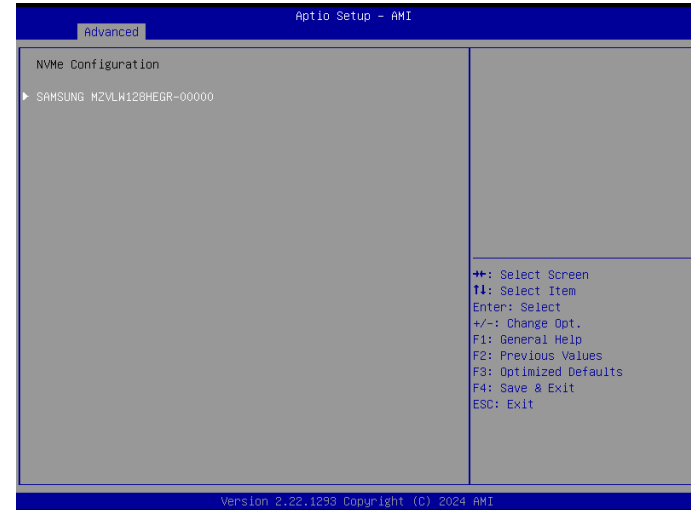 Aptio Setup – AMI
Advanced
NVMe Configuration
▶ SAMSUNG MZVLW128HEGR-00000
→←: Select Screen
↑↓: Select Item
Enter: Select
+/-: Change Opt.
F1: General Help
F2: Previous Values
F3: Optimized Defaults
F4: Save & Exit
ESC: Exit
Version 2.22.1293 Copyright (C) 2024 AMI